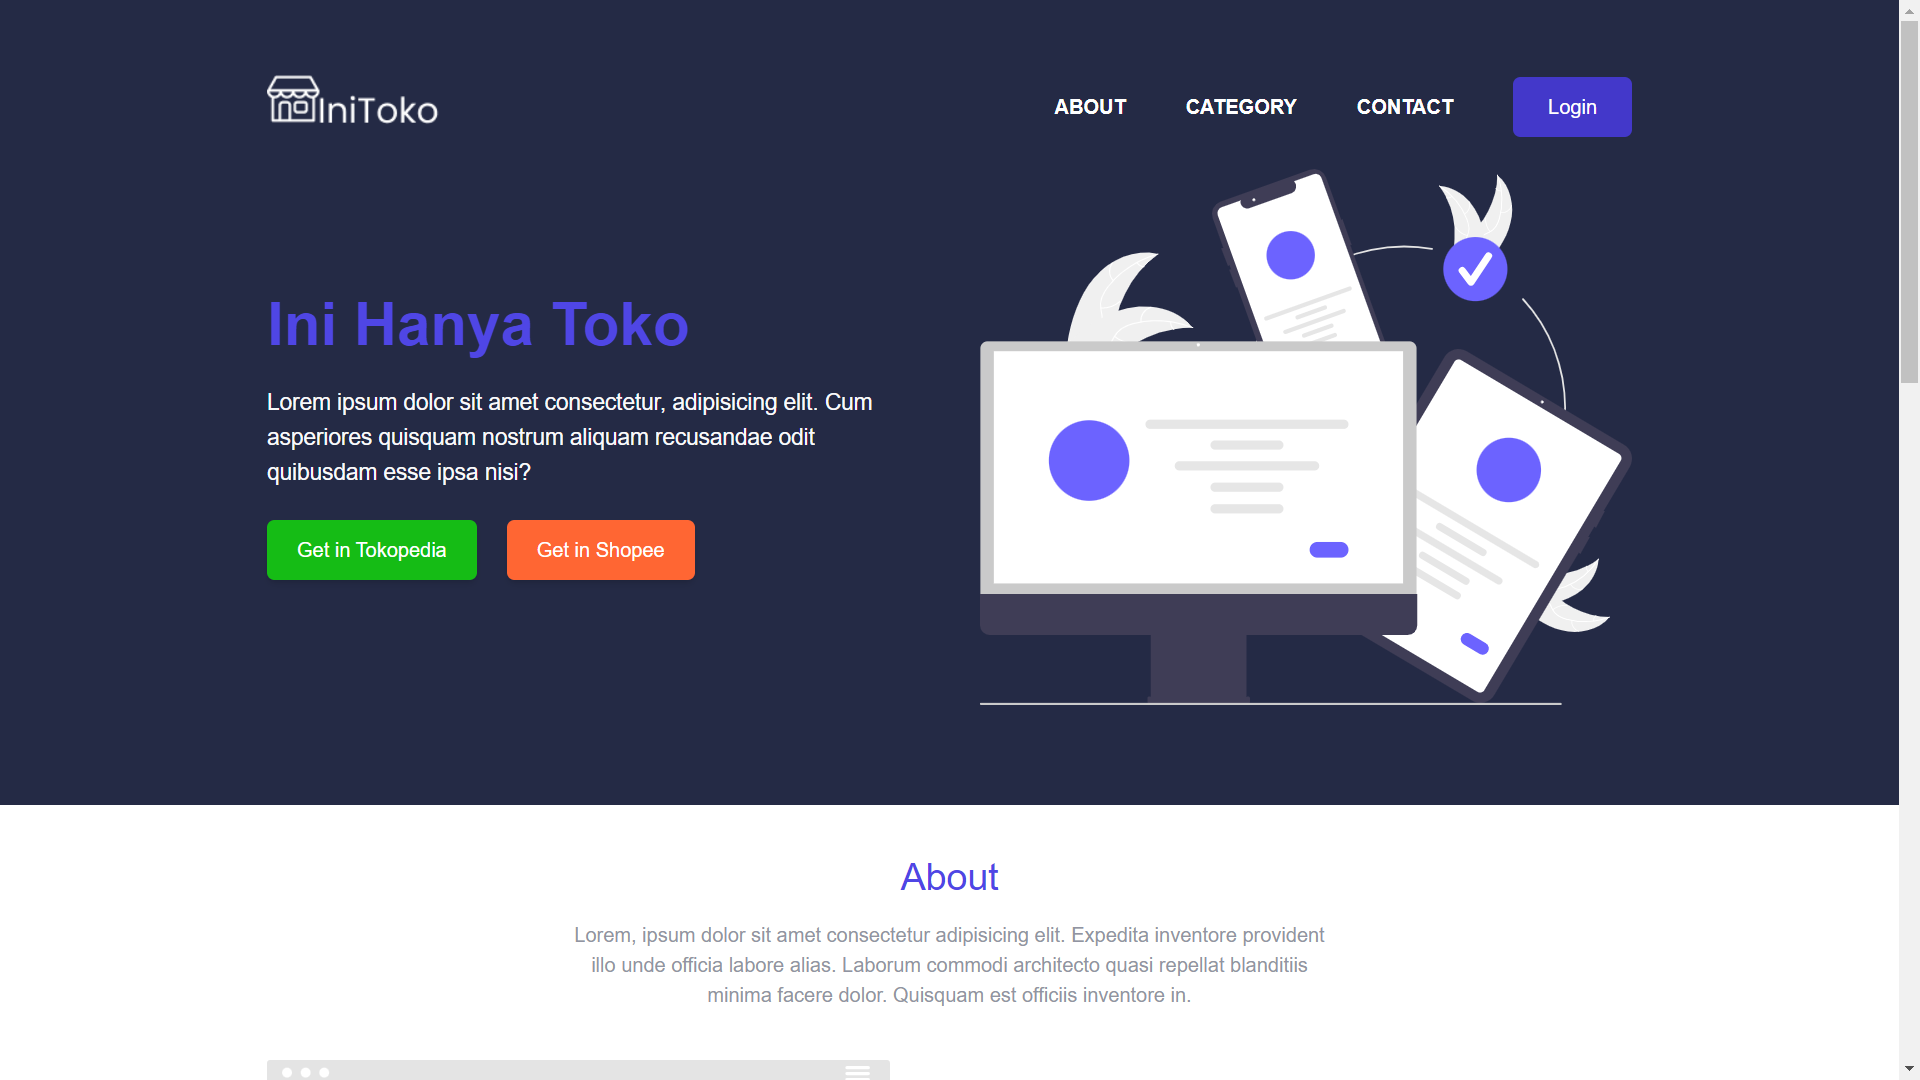 IniToko
ABOUT
CATEGORY
CONTACT
Login
Ini Hanya Toko
Lorem ipsum dolor sit amet consectetur, adipisicing elit. Cum
asperiores quisquam nostrum aliquam recusandae odit
quibusdam esse ipsa nisi?
Get in Tokopedia
Get in Shopee
About
Lorem, ipsum dolor sit amet consectetur adipisicing elit. Expedita inventore provident
illo unde officia labore alias. Laborum commodi architecto quasi repellat blanditiis
minima facere dolor. Quisquam est officiis inventore in.